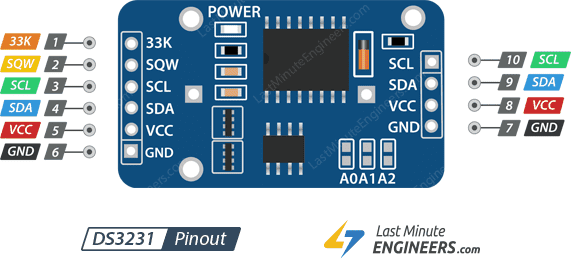 POWER
33K 1
SQW 2
SCL 3
SDA 4
VCC 5
GND 6
33K
SQW
SCL
SDA
VCC
GND
SCL
SDA
VCC
GND
10 SCL
9 SDA
8 VCC
7 GND
A0A1A2
LastMinuteEngineers.com
DS3231 Pinout
Last Minute
ENGINEERS.com